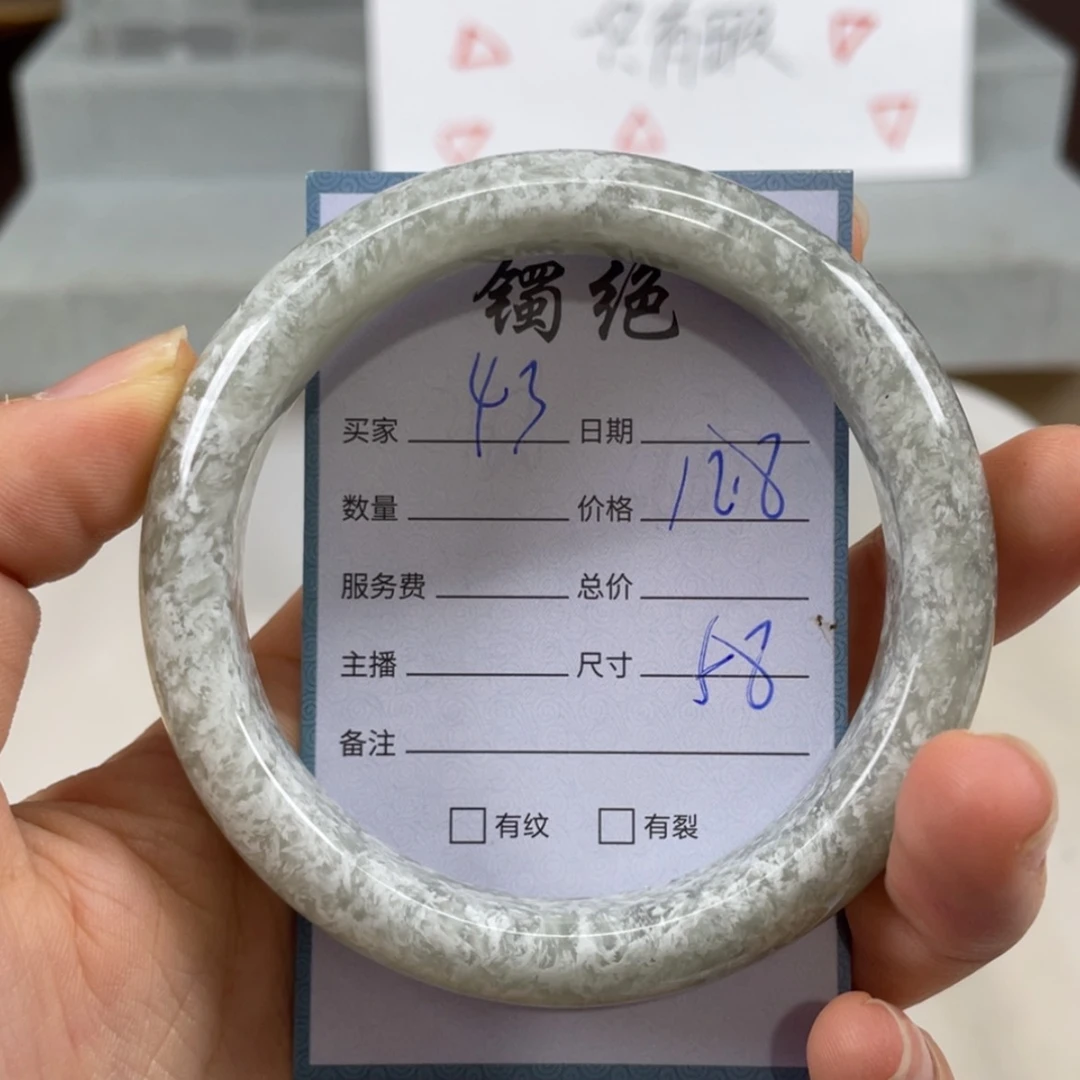 镯绝
买家 43 日期
数量 价格 128
服务费 总价
主播 尺寸 58
备注
有纹 有裂